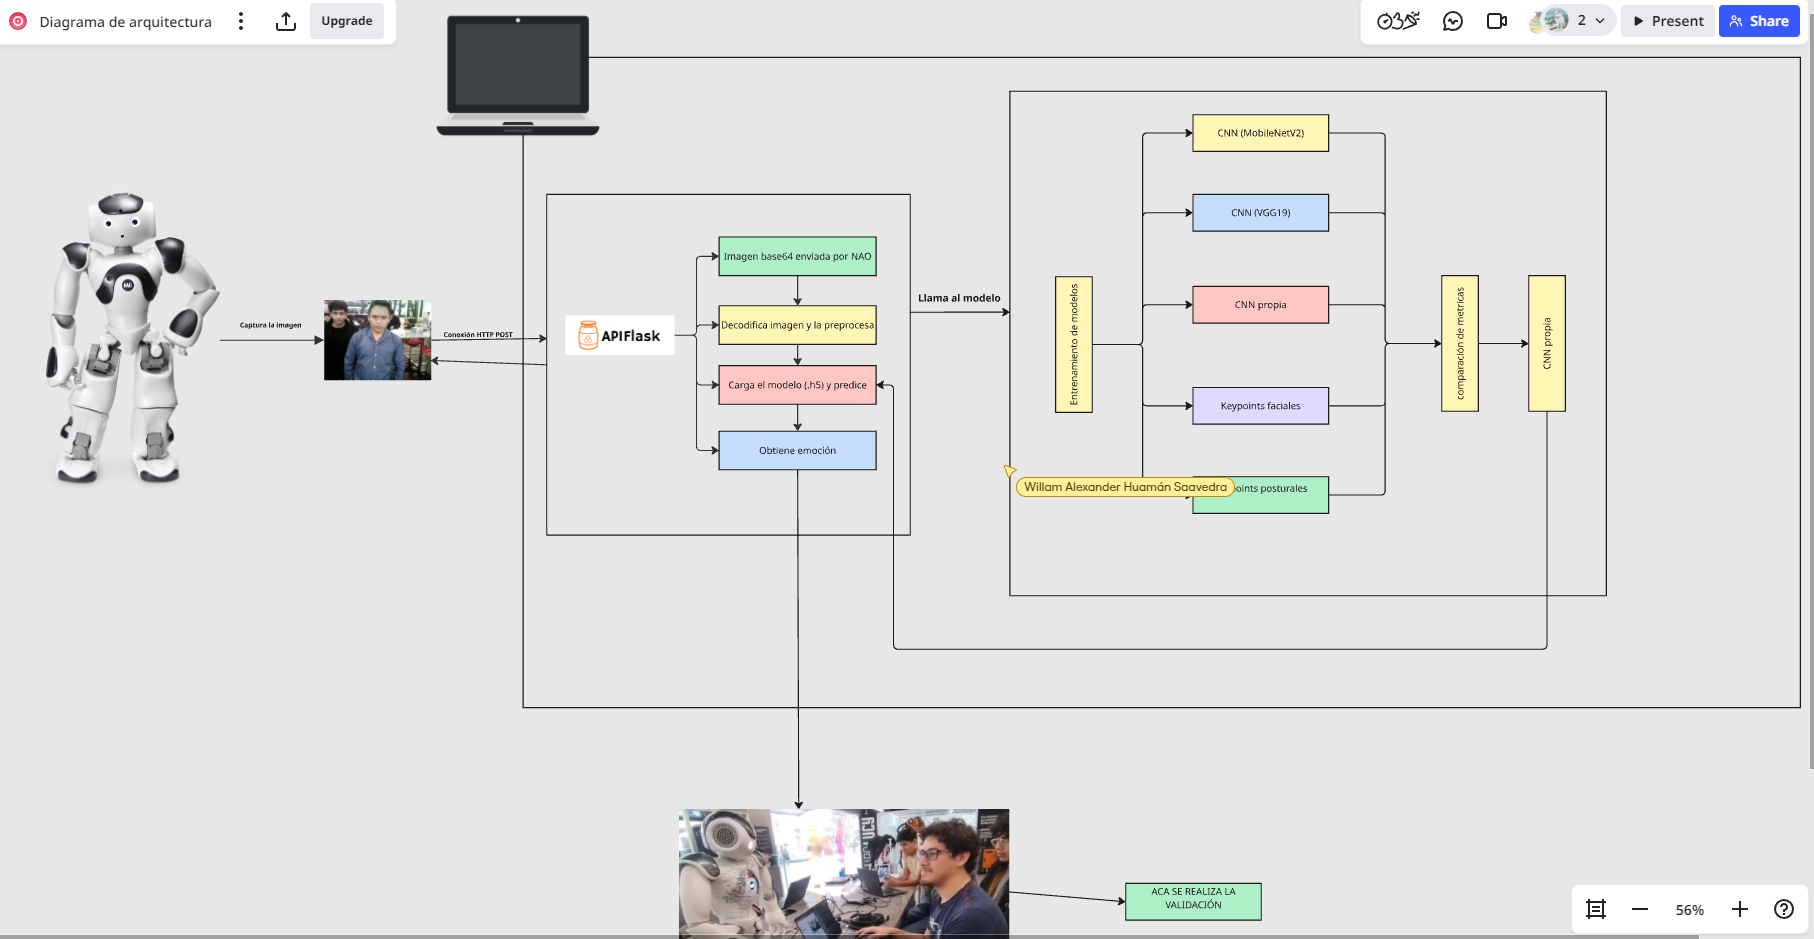 Diagrama de arquitectura
Upgrade
2
Present
Share
Captura la imagen
Conexión HTTP POST
APIFlask
Imagen base64 enviada por NAO
Decodifica imagen y la preprocesa
Carga el modelo (.h5) y predice
Obtiene emoción
Llama al modelo
Entrenamiento de modelos
CNN (MobileNetV2)
CNN (VGG19)
CNN propia
Keypoints faciales
oints posturales
Willam Alexander Huamán Saavedra
comparación de metricas
CNN propia
UCV
ACA SE REALIZA LA
VALIDACIÓN
56%